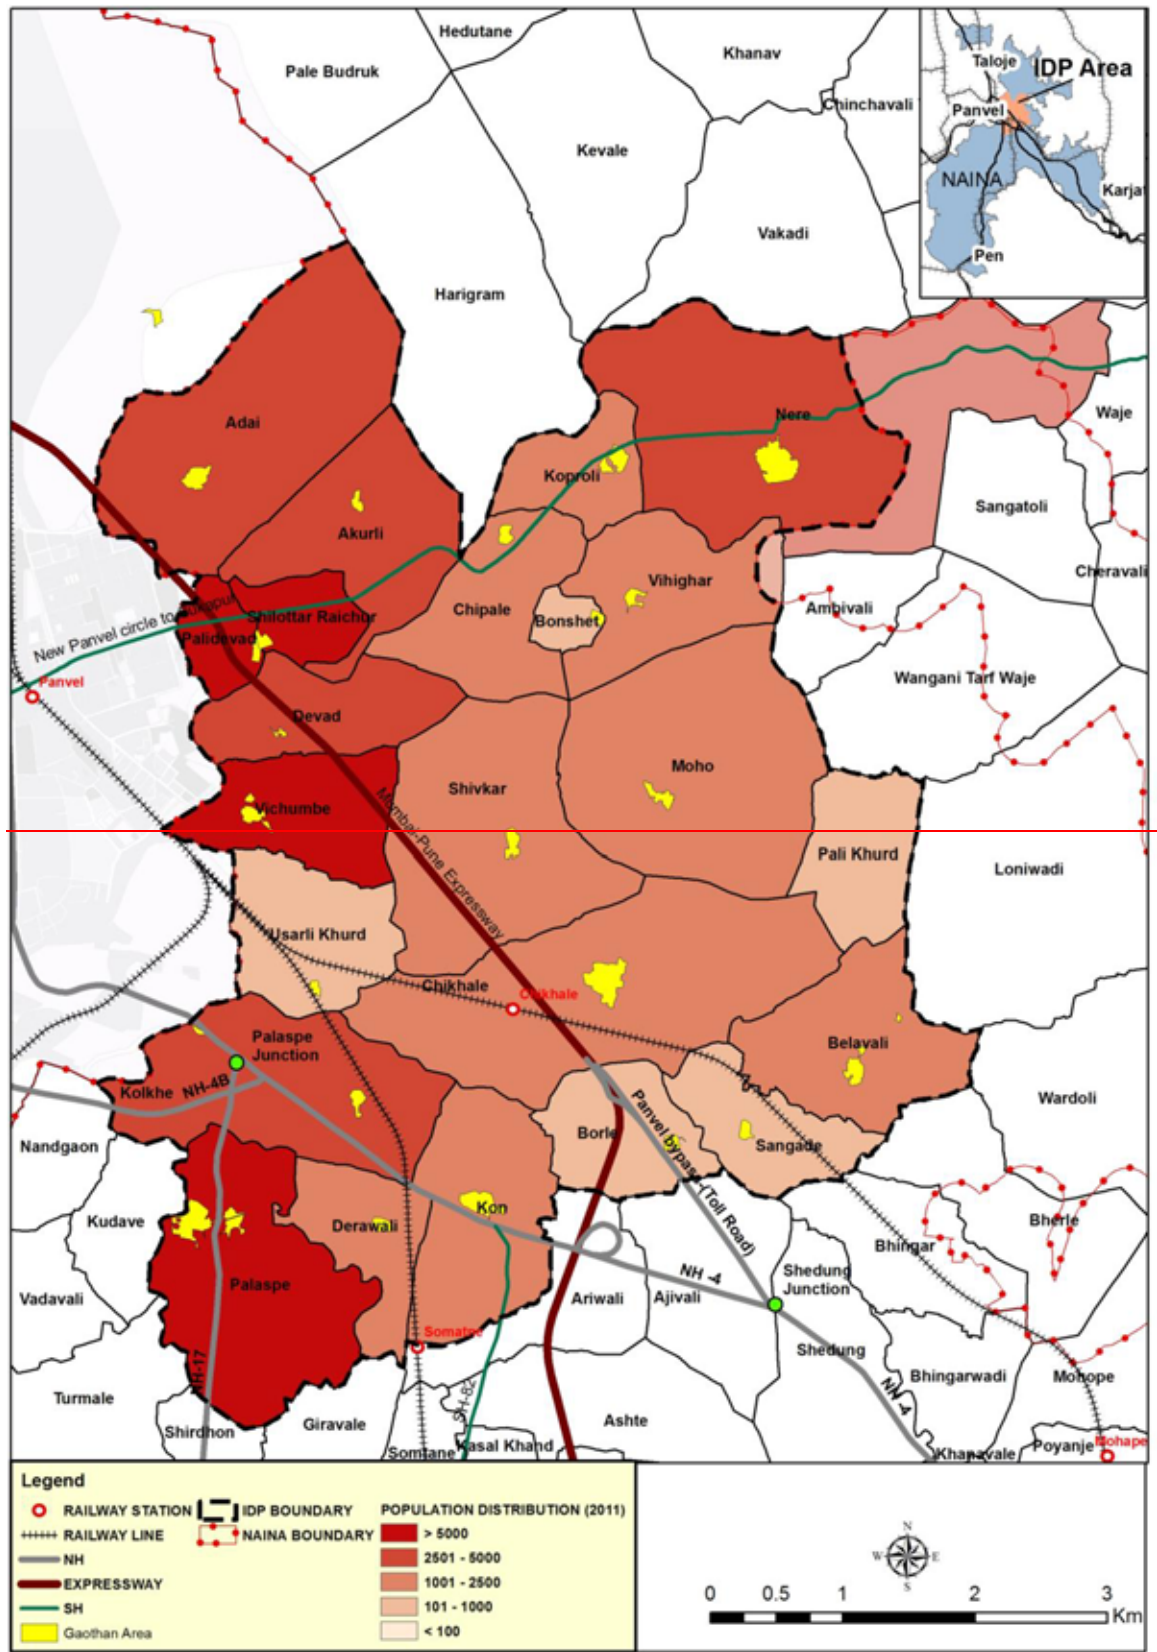 Hedutane
Pale Budruk
Khanav
Chinchavali
Kevale
Vakadi
Harigram
Taloje
IDP Area
Panvel
NAINA
Karjat
Pen
Adai
Nere
Waje
Koproli
Akurli
Sangatoli
Cheravali
Vihighar
Chipale
Bonshet
Ambivali
Shilottar Raichur
Palidevad
New Panvel circle to
Panvel
Wangani Tarf Waje
Devad
Moho
Shivkar
Vichumbe
Mumbai-Pune Expressway
Pali Khurd
Loniwadi
Usarli Khurd
Chikhale
Chikhale
Palaspe
Junction
Belavali
Kolkhe
NH-4B
Wardoli
Panvel bypass (Toll Road)
Borle
Sangade
Nandgaon
Kudave
Derawali
Kon
Bherle
Bhingar
Palaspe
NH -4
Shedung
Junction
Vadavali
Ariwali
Ajivali
Somatne
Shedung
NH-17
Bhingarwadi
Mohope
Turmale
SH-82
NH-4
Giravale
Ashte
Shirdhon
Somtane
Kasal Khand
Khanavale
Poyanje
Mohape
Legend
RAILWAY STATION
IDP BOUNDARY
POPULATION DISTRIBUTION (2011)
RAILWAY LINE
NAINA BOUNDARY
> 5000
NH
2501 - 5000
EXPRESSWAY
1001 - 2500
SH
101 - 1000
Gaothan Area
< 100
N
W
E
S
0 0.5 1 2 3
Km